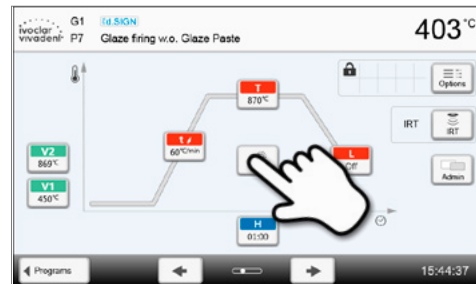 ivoclar
vivadent
G1
P7
d.SIGN
Glaze firing w.o. Glaze Paste
403°C
T
870°C
Options
t
60°C/min
IRT
IRT
V2
869°C
L
Off
Admin
V1
450°C
H
01:00
Programs
15:44:37